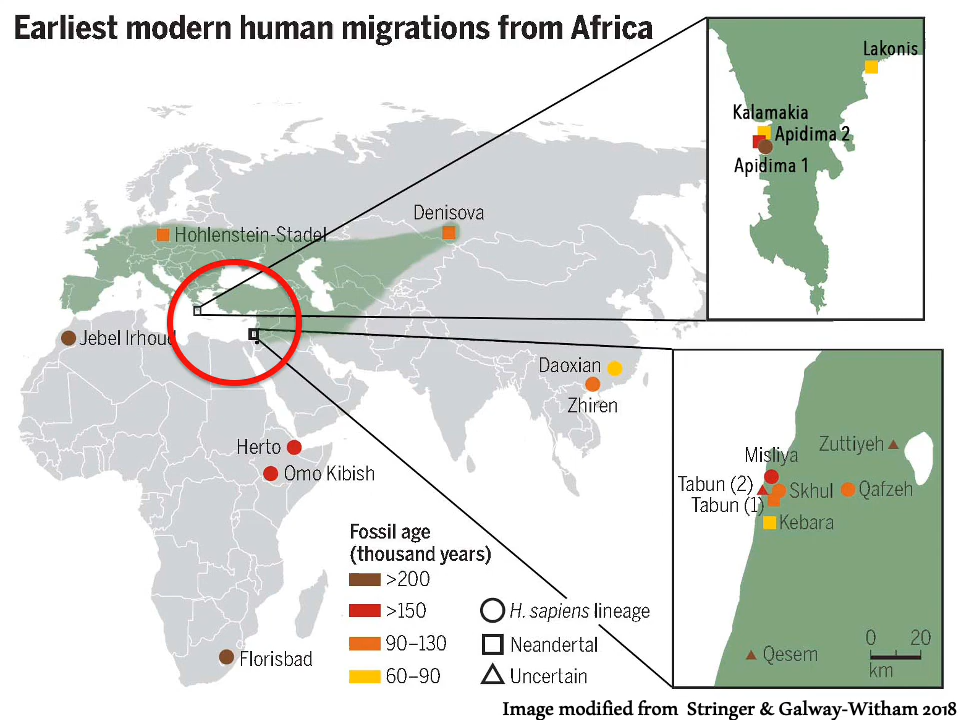 Earliest modern human migrations from Africa
Lakonis
Kalamakia
Apidima 2
Apidima 1
Denisova
Hohlenstein-Stadel
Jebel Irhoud
Daoxian
Zhiren
Herto
Omo Kibish
Florisbad
Zuttiyeh
Misliya
Tabun (2)
Skhul
Qafzeh
Tabun (1)
Kebara
Qesem
0 20
km
Fossil age
(thousand years)
>200
>150
90–130
60–90
H. sapiens lineage
Neandertal
Uncertain
Image modified from Stringer & Galway-Witham 2018